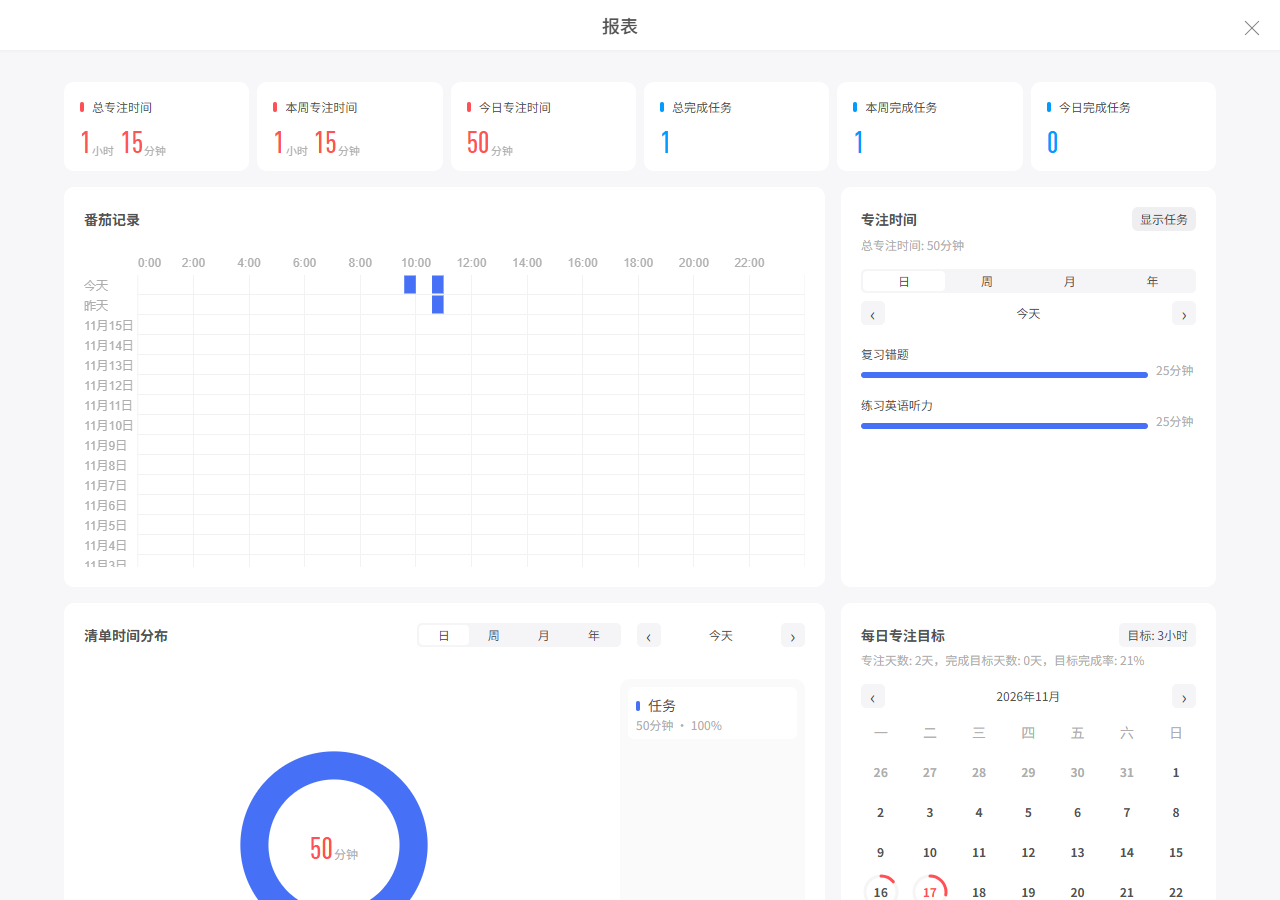 报表
总专注时间
1小时 15分钟
本周专注时间
1小时 15分钟
今日专注时间
50分钟
总完成任务
1
本周完成任务
1
今日完成任务
0
番茄记录
0:00 2:00 4:00 6:00 8:00 10:00 12:00 14:00 16:00 18:00 20:00 22:00
今天
昨天
11月15日
11月14日
11月13日
11月12日
11月11日
11月10日
11月9日
11月8日
11月7日
11月6日
11月5日
11月4日
11月3日
专注时间 显示任务
总专注时间: 50分钟
日 周 月 年
‹ 今天 ›
复习错题
25分钟
练习英语听力
25分钟
清单时间分布 日 周 月 年 ‹ 今天 ›
任务
50分钟 • 100%
50分钟
每日专注目标 目标: 3小时
专注天数: 2天，完成目标天数: 0天，目标完成率: 21%
‹ 2026年11月 ›
一 二 三 四 五 六 日
26 27 28 29 30 31 1
2 3 4 5 6 7 8
9 10 11 12 13 14 15
16 17 18 19 20 21 22